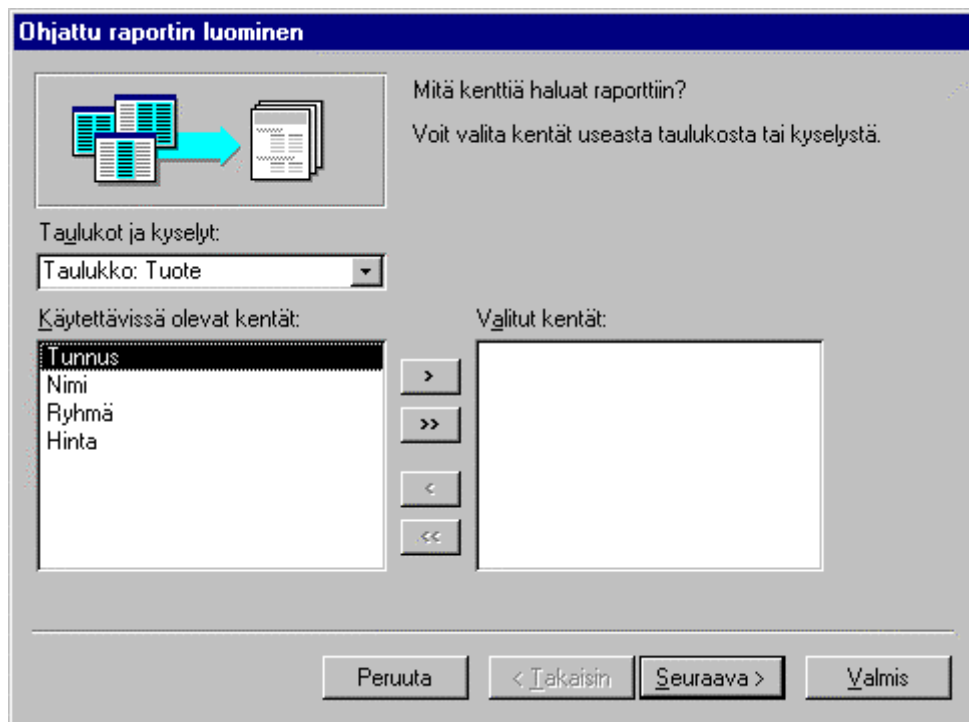 Ohjattu raportin luominen
Mitä kenttiä haluat raporttiin?
Voit valita kentät useasta taulukosta tai kyselystä.
Taulukot ja kyselyt:
Taulukko: Tuote
Käytettävissä olevat kentät:
Valitut kentät:
Tunnus
Nimi
Ryhmä
Hinta
>
>>
<
<<
Peruuta
< Takaisin
Seuraava >
Valmis